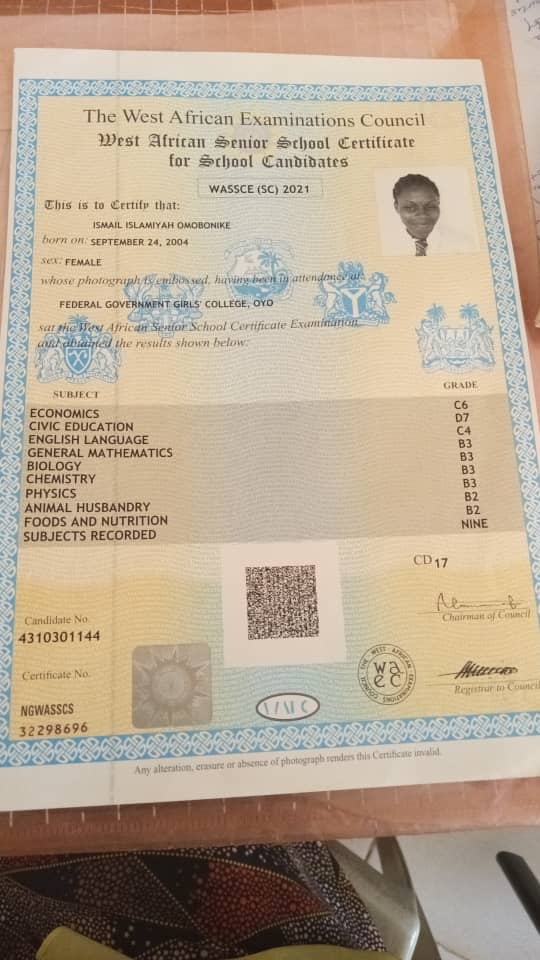 The West African Examinations Council
West African Senior School Certificate
for School Candidates
WASSCE (SC) 2021
This is to Certify that:
ISMAIL ISLAMIYAH OMOBONIKE
born on: SEPTEMBER 24, 2004
sex: FEMALE
whose photograph is embossed, having been in attendance at:
FEDERAL GOVERNMENT GIRLS' COLLEGE, OYO
sat the West African Senior School Certificate Examination
and obtained the results shown below:
SUBJECT GRADE
ECONOMICS C6
CIVIC EDUCATION D7
ENGLISH LANGUAGE C4
GENERAL MATHEMATICS B3
BIOLOGY B3
CHEMISTRY B3
PHYSICS B3
ANIMAL HUSBANDRY B2
FOODS AND NUTRITION B2
SUBJECTS RECORDED NINE
CD 17
Chairman of Council
Candidate No.
4310301144
Certificate No.
NGWASSCS
32298696
THE WEST AFRICAN EXAMINATIONS COUNCIL
wa
ec
Registrar to Council
WAEC
Any alteration, erasure or absence of photograph renders this Certificate invalid.